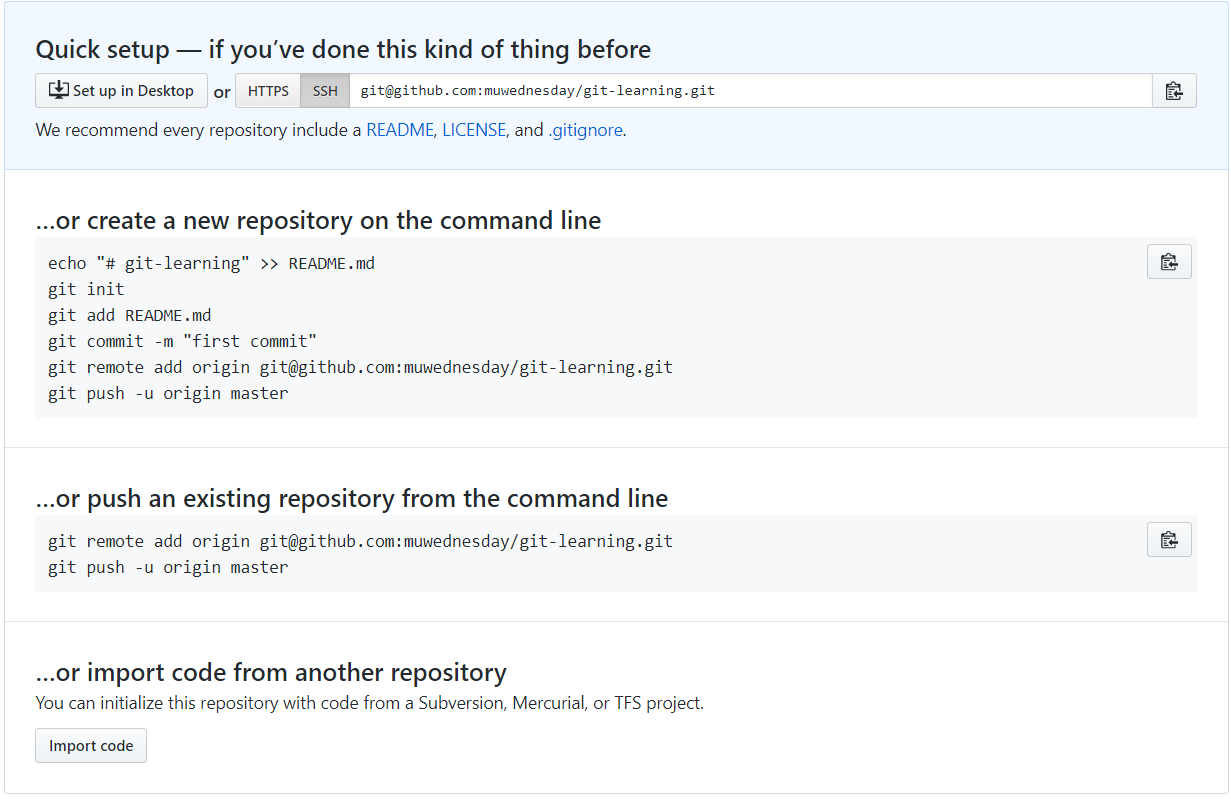 Quick setup — if you’ve done this kind of thing before
Set up in Desktop or HTTPS SSH git@github.com:muwednesday/git-learning.git
We recommend every repository include a README, LICENSE, and .gitignore.
…or create a new repository on the command line
echo "# git-learning" >> README.md
git init
git add README.md
git commit -m "first commit"
git remote add origin git@github.com:muwednesday/git-learning.git
git push -u origin master
…or push an existing repository from the command line
git remote add origin git@github.com:muwednesday/git-learning.git
git push -u origin master
…or import code from another repository
You can initialize this repository with code from a Subversion, Mercurial, or TFS project.
Import code